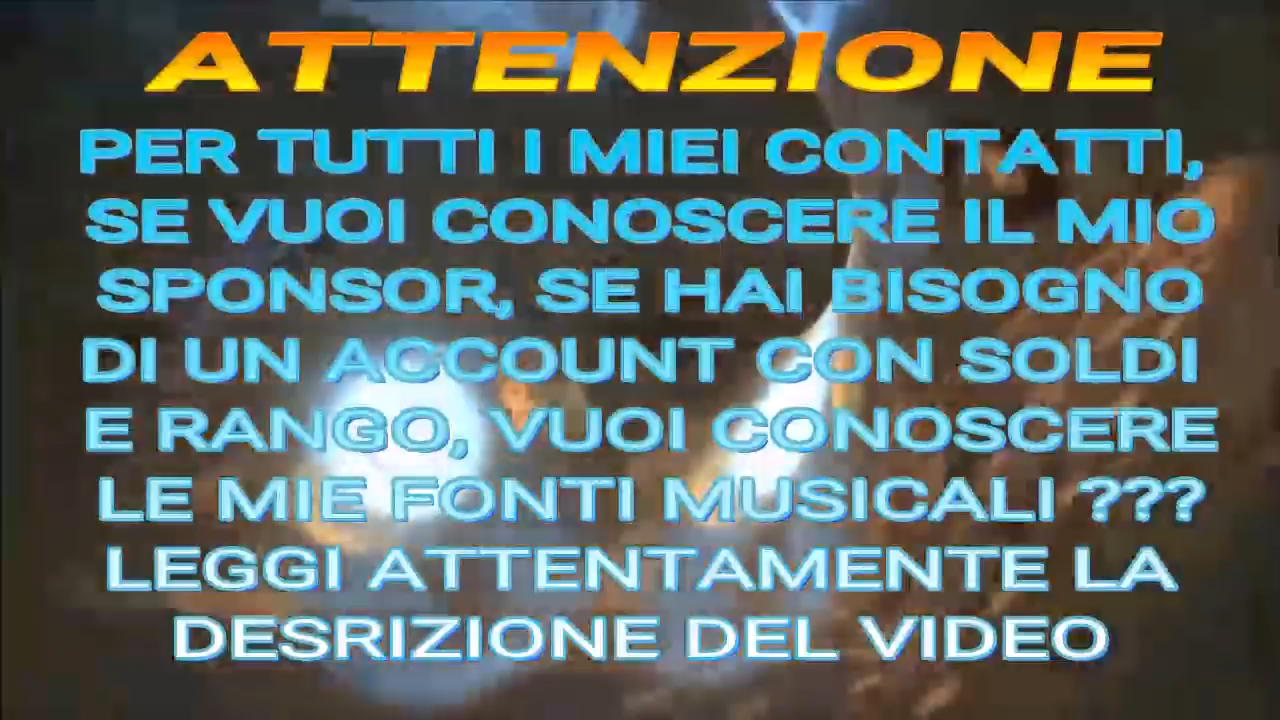 ATTENZIONE
PER TUTTI I MIEI CONTATTI,
SE VUOI CONOSCERE IL MIO
SPONSOR, SE HAI BISOGNO
DI UN ACCOUNT CON SOLDI
E RANGO, VUOI CONOSCERE
LE MIE FONTI MUSICALI ???
LEGGI ATTENTAMENTE LA
DESRIZIONE DEL VIDEO